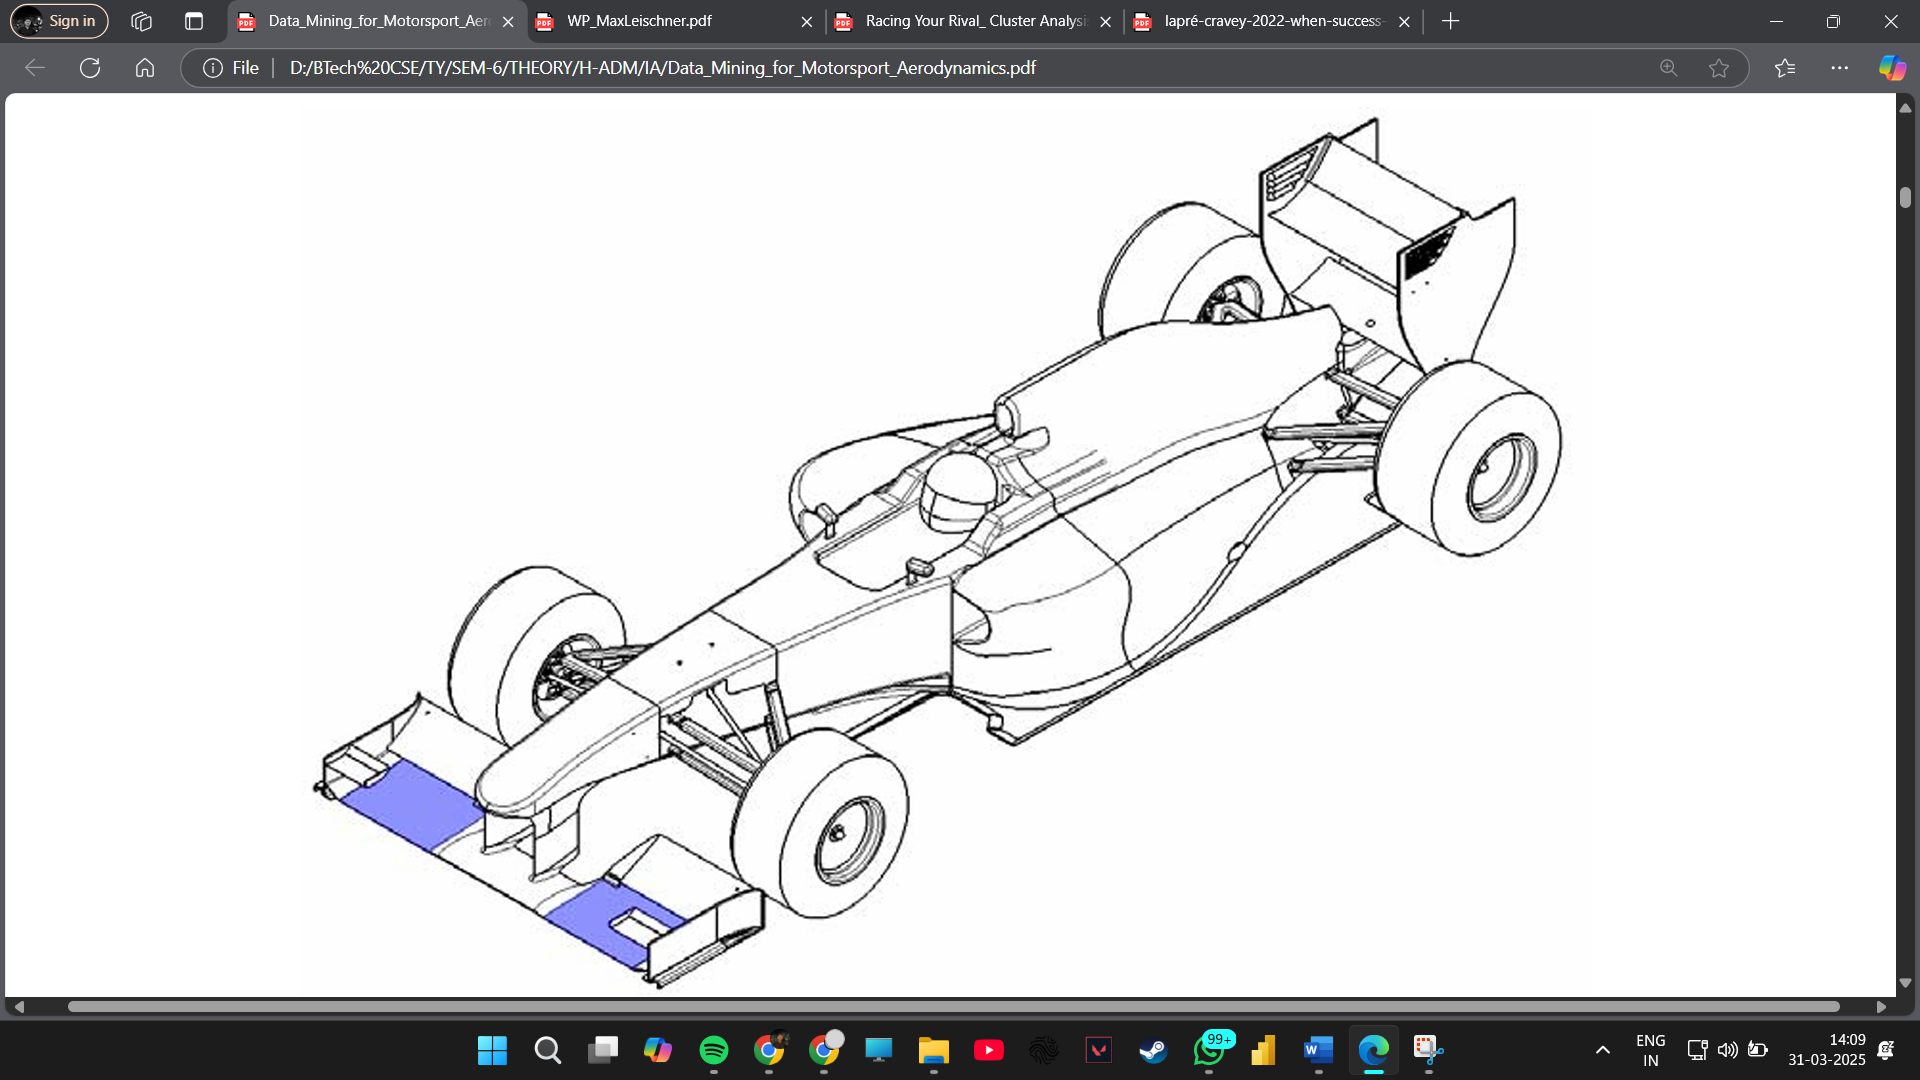 Sign in
Data_Mining_for_Motorsport_Aer
WP_MaxLeischner.pdf
Racing Your Rival_ Cluster Analysi
lapré-cravey-2022-when-success-
File
D:/BTech%20CSE/TY/SEM-6/THEORY/H-ADM/IA/Data_Mining_for_Motorsport_Aerodynamics.pdf
99+
ENG
IN
14:09
31-03-2025